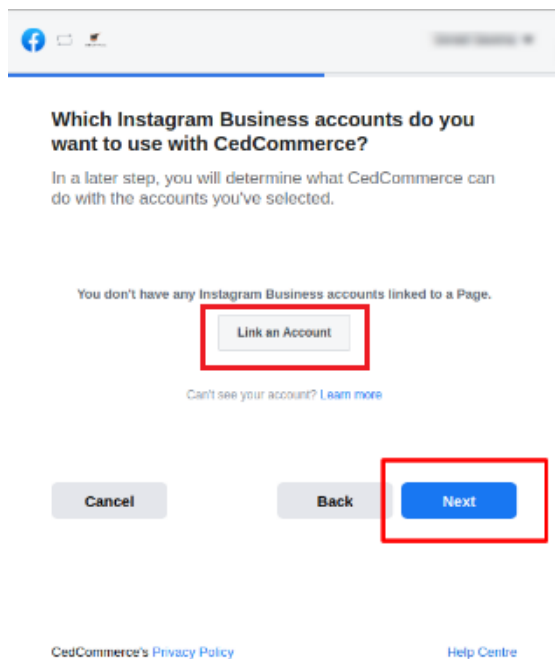 Which Instagram Business accounts do you
want to use with CedCommerce?
In a later step, you will determine what CedCommerce can
do with the accounts you've selected.
You don't have any Instagram Business accounts linked to a Page.
Link an Account
Can't see your account? Learn more
Cancel Back Next
CedCommerce's Privacy Policy Help Centre